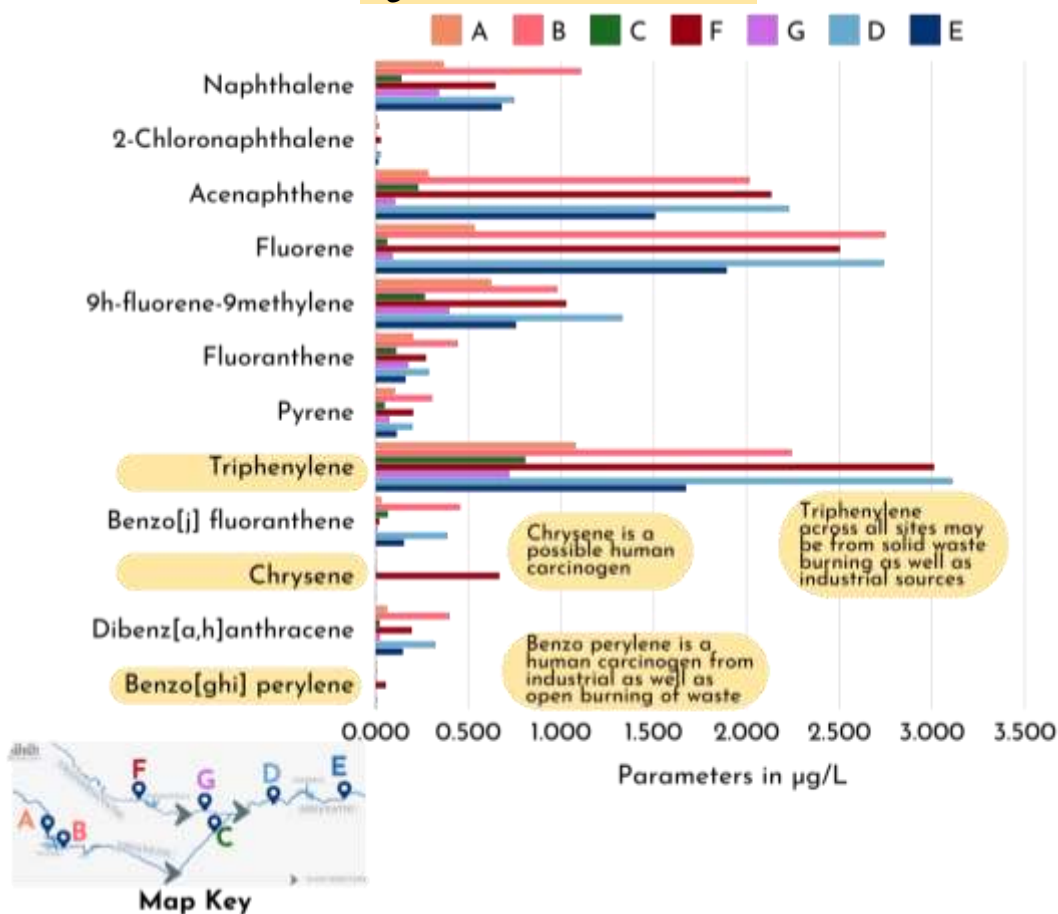 A B C F G D E
Naphthalene
2-Chloronaphthalene
Acenaphthene
Fluorene
9h-fluorene-9methylene
Fluoranthene
Pyrene
Triphenylene
Benzo[j] fluoranthene
Chrysene
Dibenz[a,h]anthracene
Benzo[ghi] perylene
Triphenylene
across all sites may
be from solid waste
burning as well as
industrial sources
Chrysene is a
possible human
carcinogen
Benzo perylene is a
human carcinogen from
industrial as well as
open burning of waste
0.000 0.500 1.000 1.500 2.000 2.500 3.000 3.500
Parameters in µg/L
F
G
D
E
A
B
C
Map Key